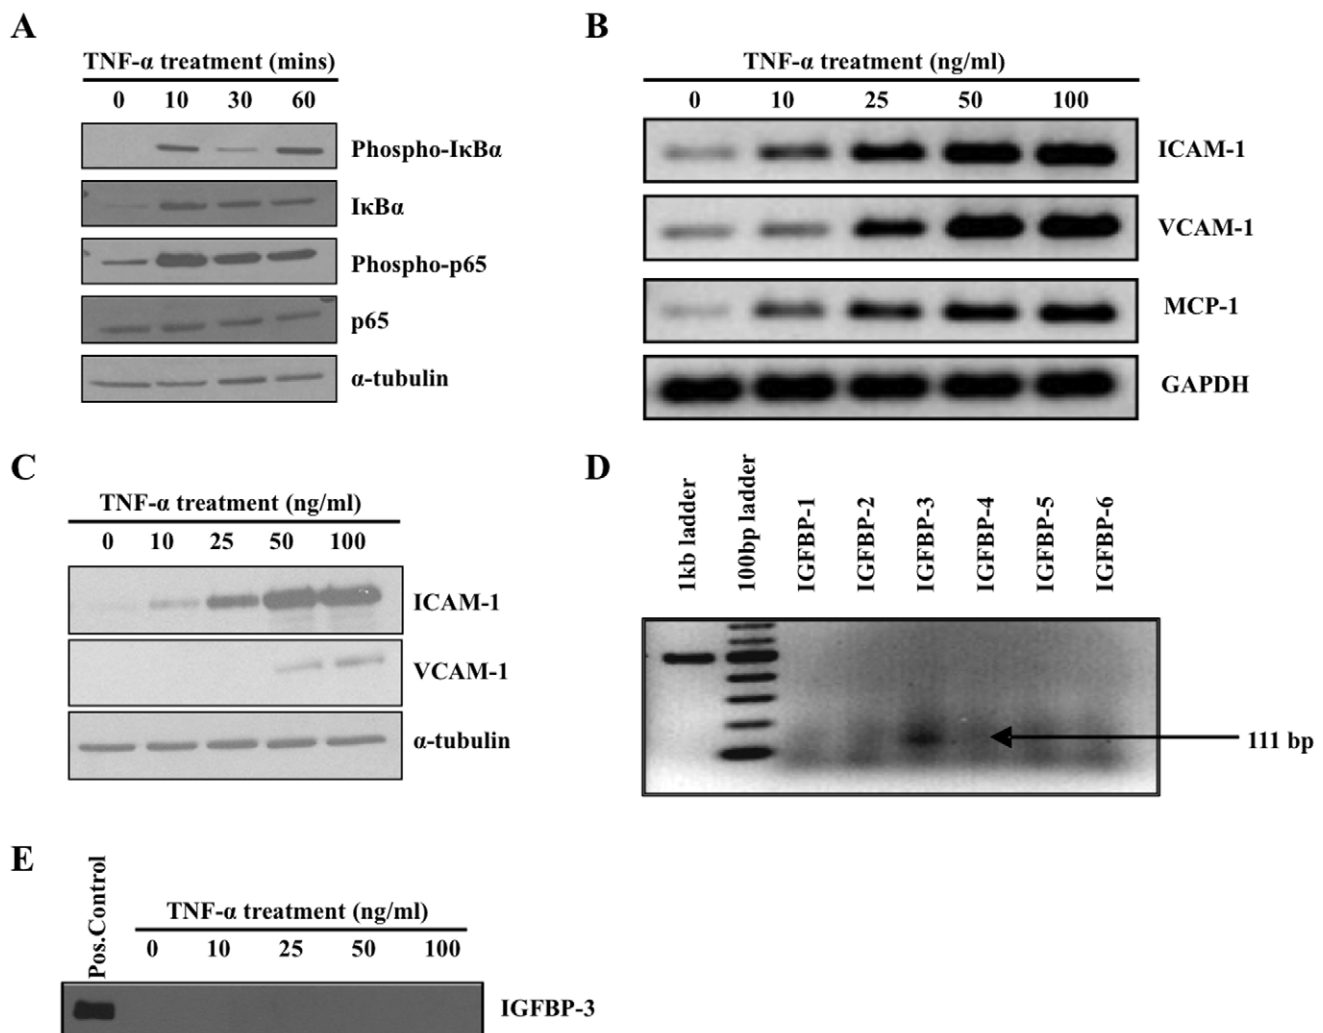 A
TNF-α treatment (mins)
0 10 30 60
Phospho-IκBα
IκBα
Phospho-p65
p65
α-tubulin
B
TNF-α treatment (ng/ml)
0 10 25 50 100
ICAM-1
VCAM-1
MCP-1
GAPDH
C
TNF-α treatment (ng/ml)
0 10 25 50 100
ICAM-1
VCAM-1
α-tubulin
D
1kb ladder
100bp ladder
IGFBP-1
IGFBP-2
IGFBP-3
IGFBP-4
IGFBP-5
IGFBP-6
111 bp
E
Pos.Control
TNF-α treatment (ng/ml)
0 10 25 50 100
IGFBP-3